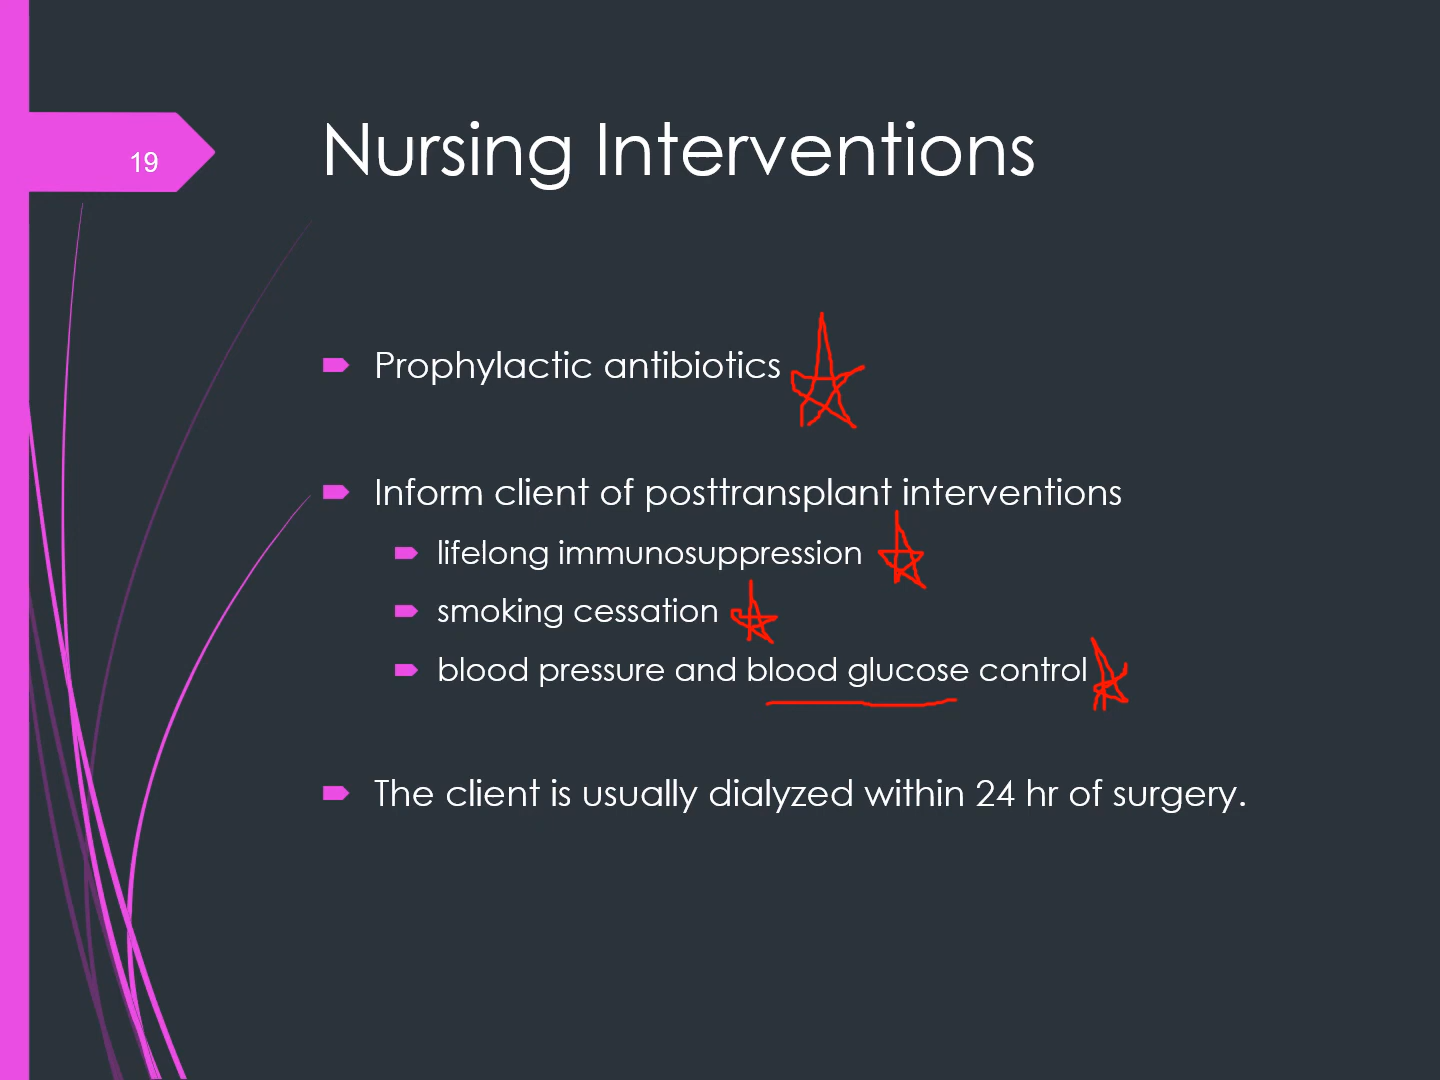 19
Nursing Interventions
Prophylactic antibiotics
Inform client of posttransplant interventions
lifelong immunosuppression
smoking cessation
blood pressure and blood glucose control
The client is usually dialyzed within 24 hr of surgery.